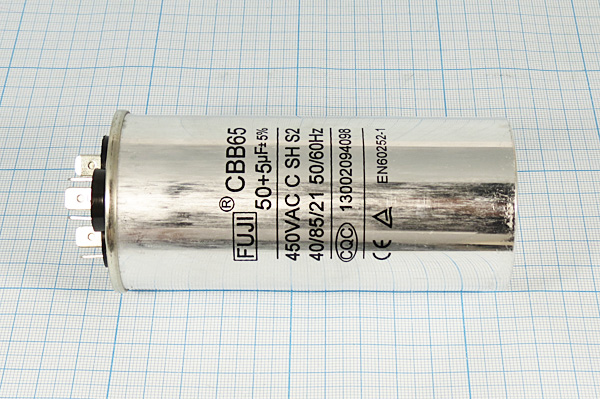 FUJI ® CBB65
50+5μF±5%
450VAC C SH S2
40/85/21 50/60Hz
CQC 13002094098
CE EN60252-1